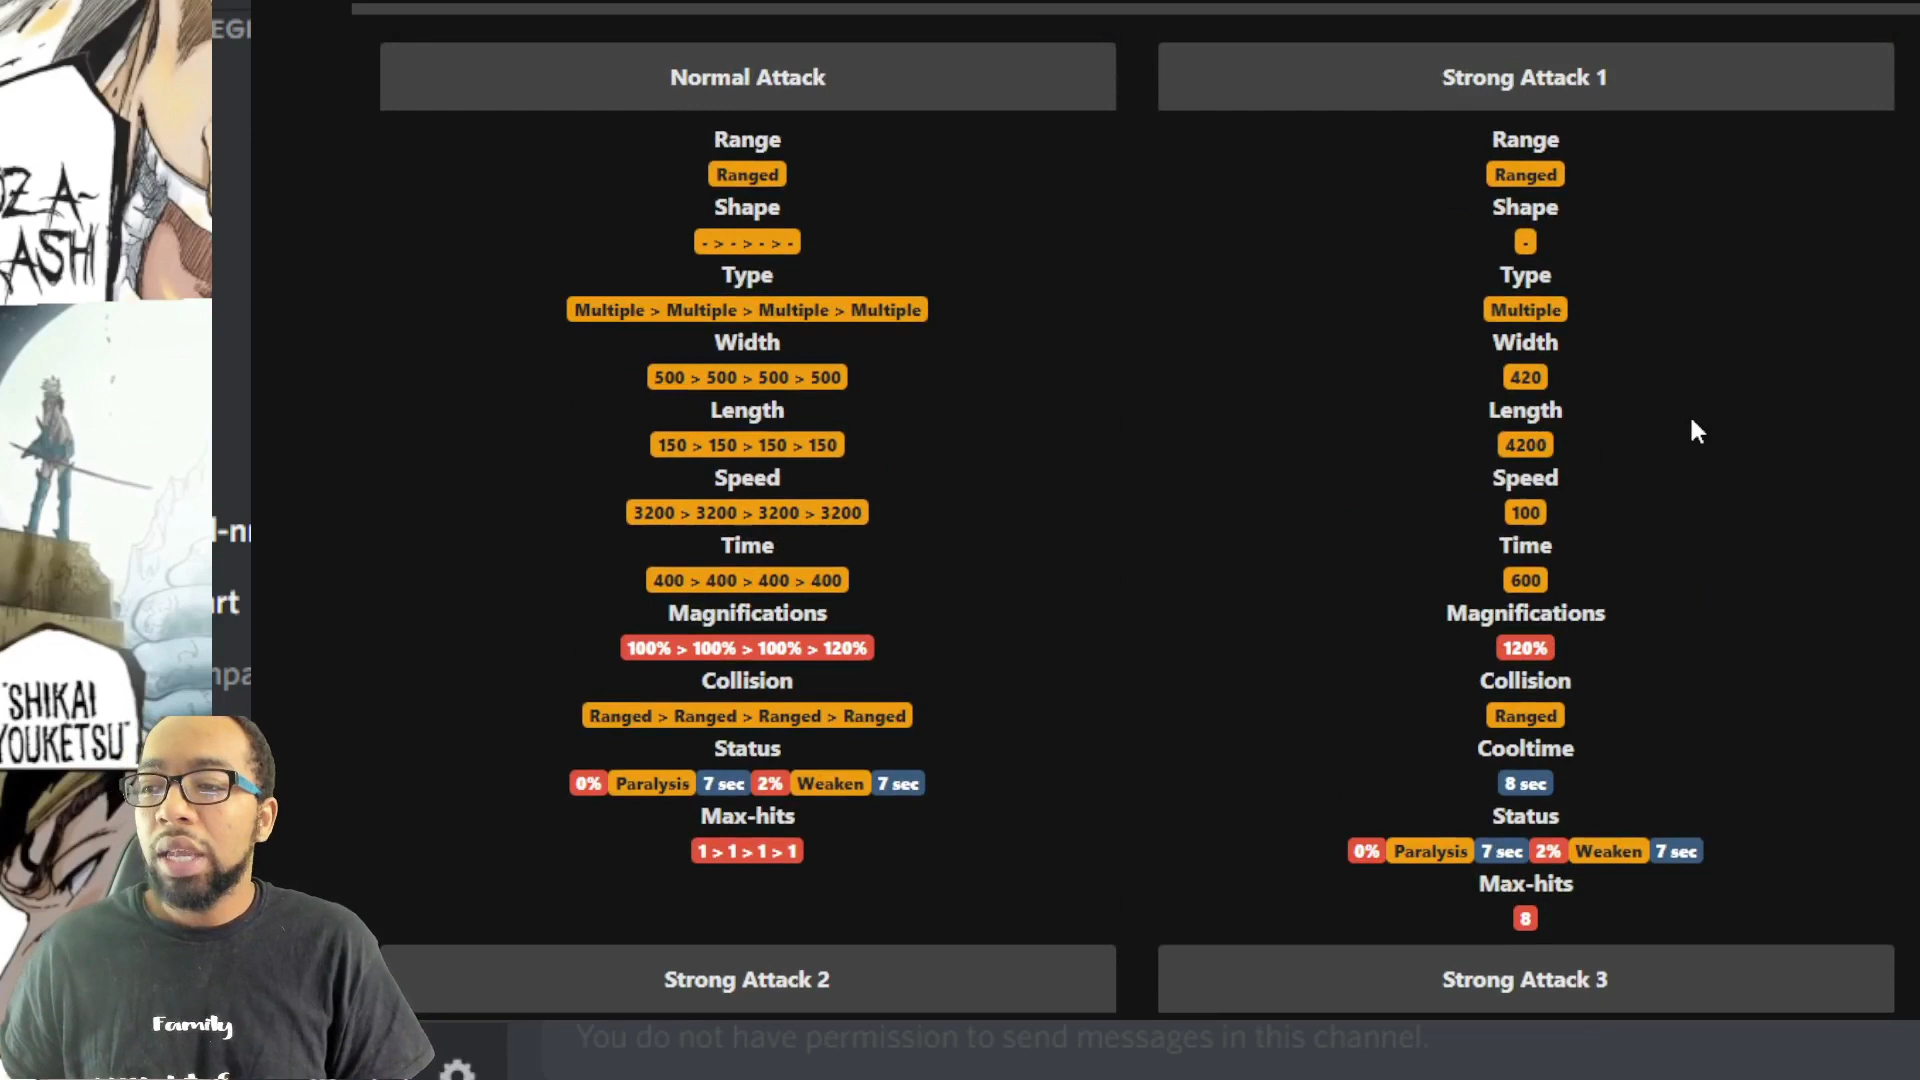 EGI
OZ A-
ASHI
l-n
rt
mpa
"SHIKAI
YOUKETSU"
Family
Normal Attack
Range
Ranged
Shape
- > - > - > -
Type
Multiple > Multiple > Multiple > Multiple
Width
500 > 500 > 500 > 500
Length
150 > 150 > 150 > 150
Speed
3200 > 3200 > 3200 > 3200
Time
400 > 400 > 400 > 400
Magnifications
100% > 100% > 100% > 120%
Collision
Ranged > Ranged > Ranged > Ranged
Status
0% Paralysis 7 sec 2% Weaken 7 sec
Max-hits
1 > 1 > 1 > 1
Strong Attack 1
Range
Ranged
Shape
-
Type
Multiple
Width
420
Length
4200
Speed
100
Time
600
Magnifications
120%
Collision
Ranged
Cooltime
8 sec
Status
0% Paralysis 7 sec 2% Weaken 7 sec
Max-hits
8
Strong Attack 2
Strong Attack 3
You do not have permission to send messages in this channel.